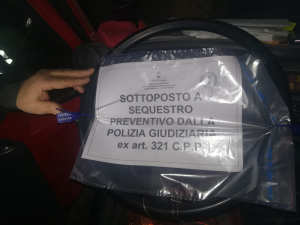 SOTTOPOSTO A
SEQUESTRO
PREVENTIVO DALLA
POLIZIA GIUDIZIARIA
ex art. 321 C.P.P.